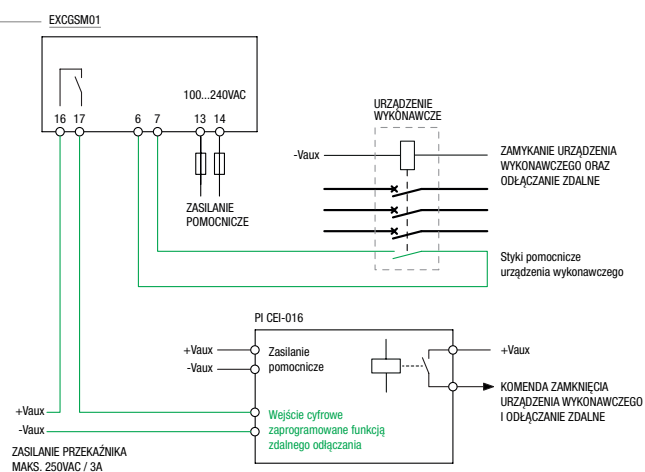 EXCGSM01
100...240VAC
16 17 6 7 13 14
ZASILANIE
POMOCNICZE
URZĄDZENIE
WYKONAWCZE
-Vaux
ZAMYKANIE URZĄDZENIA
WYKONAWCZEGO ORAZ
ODŁĄCZANIE ZDALNE
Styki pomocnicze
urządzenia wykonawczego
PI CEI-016
+Vaux
-Vaux
Zasilanie
pomocnicze
+Vaux
KOMENDA ZAMKNIĘCIA
URZĄDZENIA WYKONAWCZEGO
I ODŁĄCZANIE ZDALNE
+Vaux
-Vaux
Wejście cyfrowe
zaprogramowane funkcją
zdalnego odłączania
ZASILANIE PRZEKAŹNIKA
MAKS. 250VAC / 3A